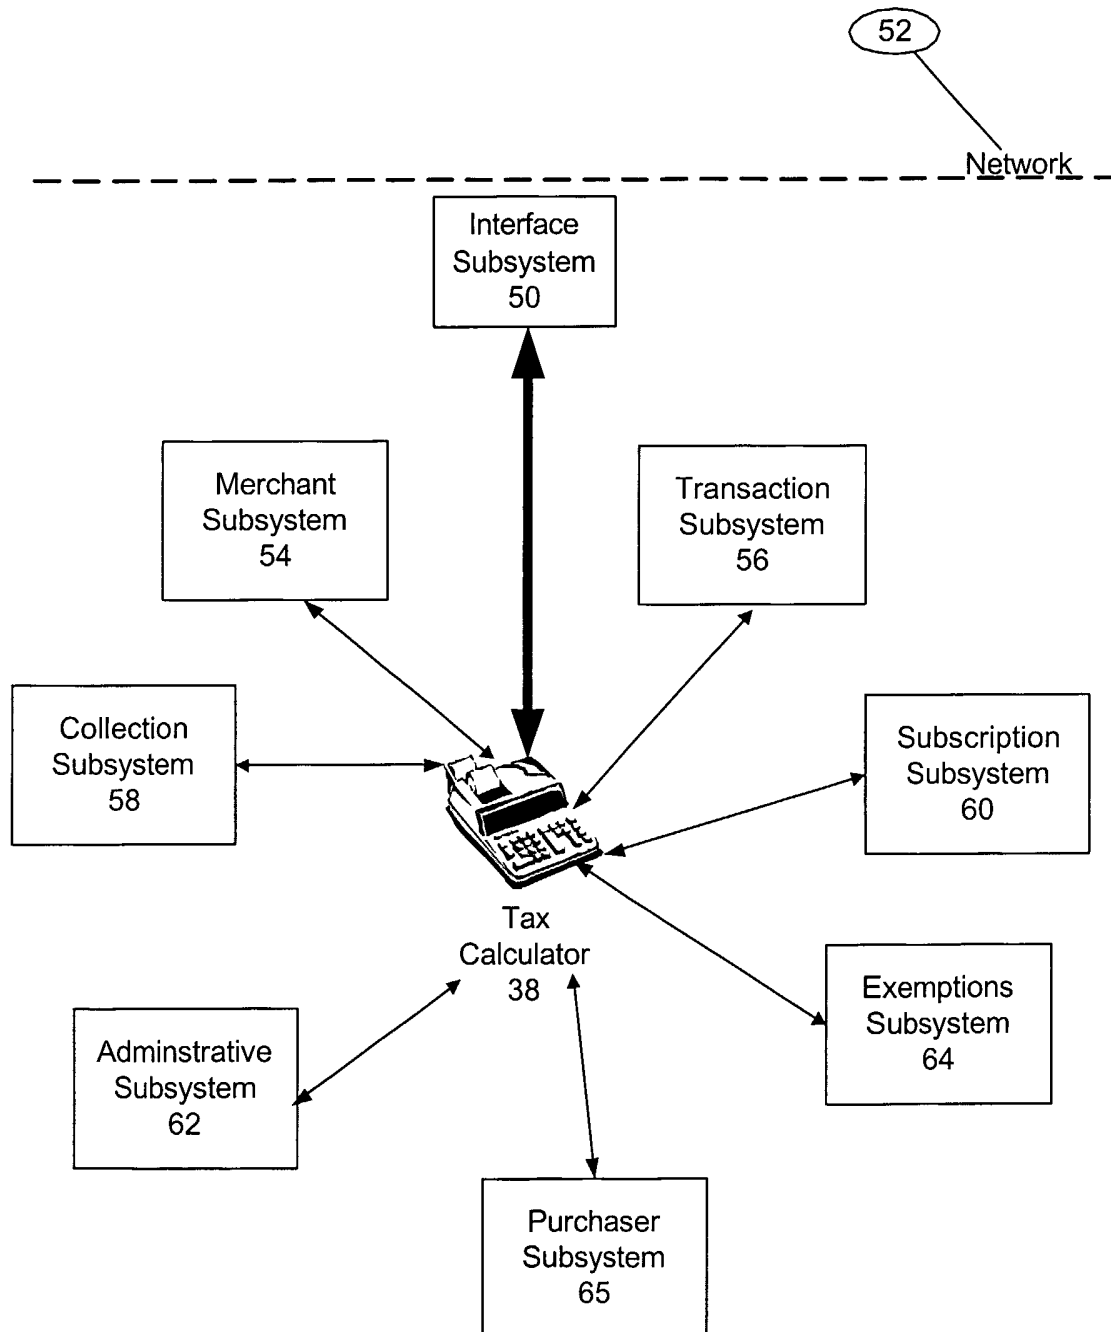 52
Network
Interface
Subsystem
50
Merchant
Subsystem
54
Transaction
Subsystem
56
Collection
Subsystem
58
Subscription
Subsystem
60
Tax
Calculator
38
Exemptions
Subsystem
64
Adminstrative
Subsystem
62
Purchaser
Subsystem
65